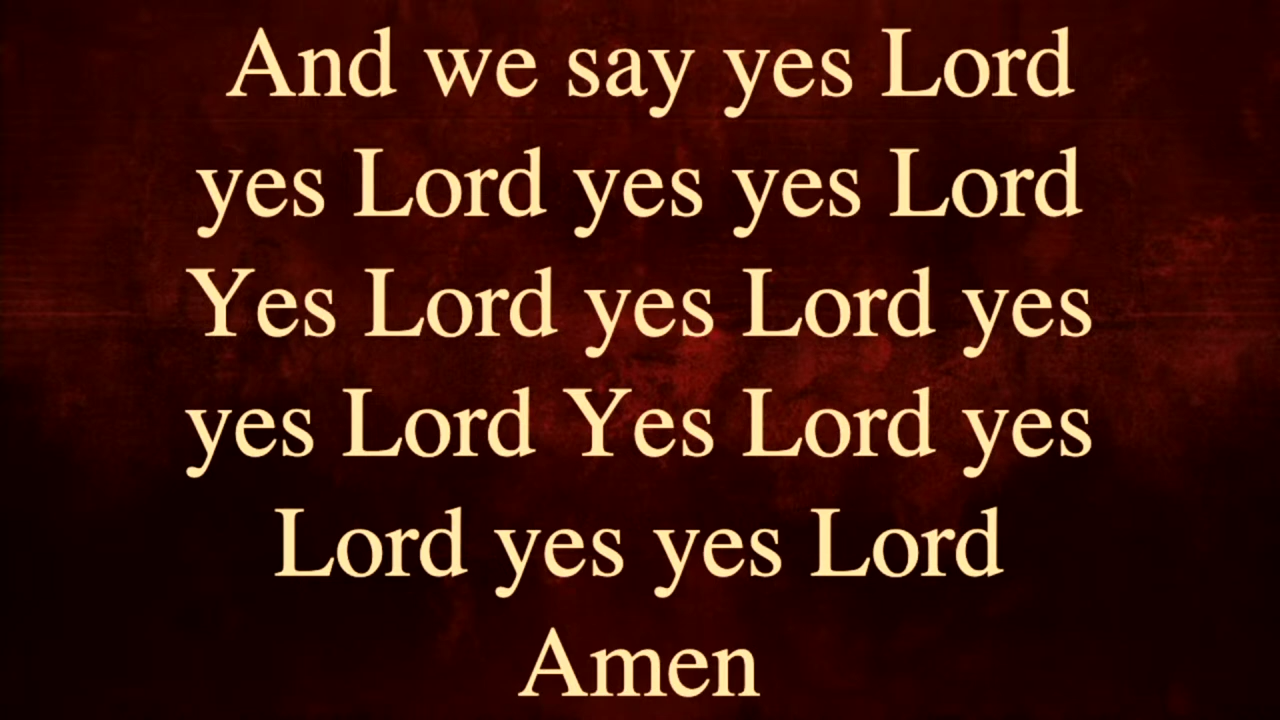 And we say yes Lord
yes Lord yes yes Lord
Yes Lord yes Lord yes
yes Lord Yes Lord yes
Lord yes yes Lord
Amen